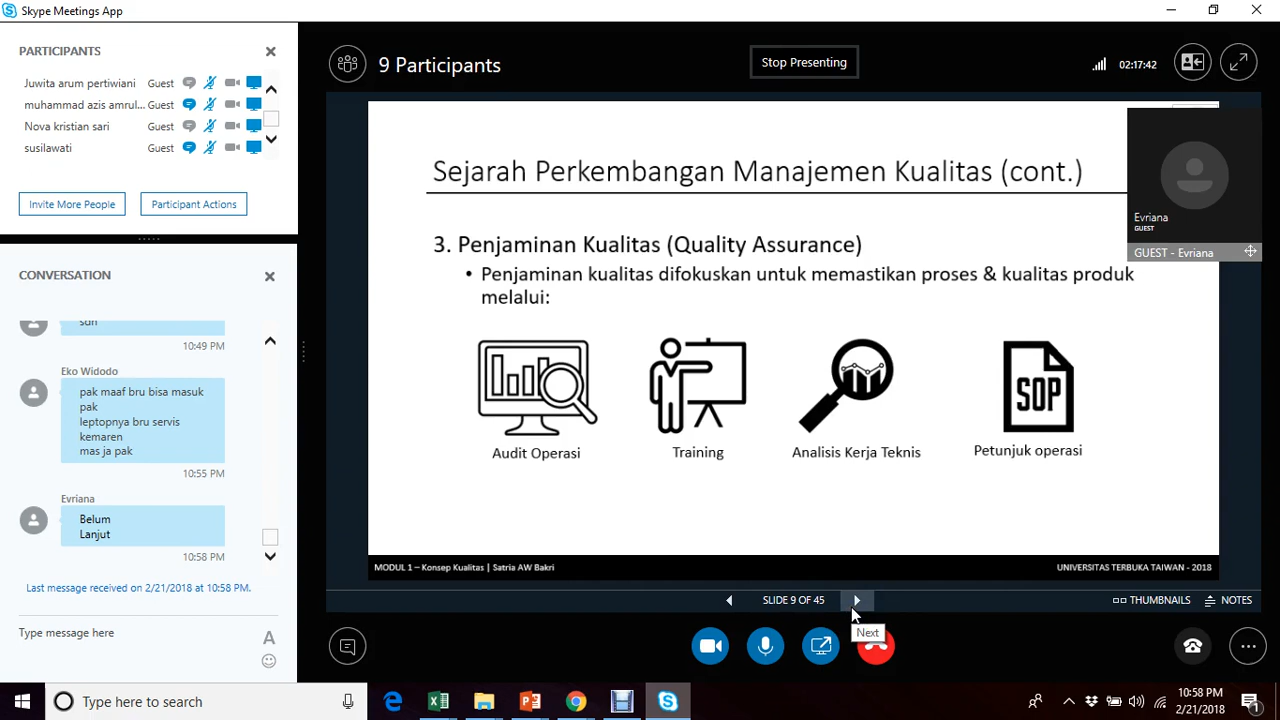 Skype Meetings App
PARTICIPANTS
Juwita arum pertiwiani Guest
muhammad azis amrul... Guest
Nova kristian sari Guest
susilawati Guest
Invite More People
Participant Actions
CONVERSATION
10:49 PM
Eko Widodo
pak maaf bru bisa masuk
pak
leptopnya bru servis
kemaren
mas ja pak
10:55 PM
Evriana
Belum
Lanjut
10:58 PM
Last message received on 2/21/2018 at 10:58 PM.
Type message here
A
9 Participants
Stop Presenting
02:17:42
Sejarah Perkembangan Manajemen Kualitas (cont.)
3. Penjaminan Kualitas (Quality Assurance)
• Penjaminan kualitas difokuskan untuk memastikan proses & kualitas produk
melalui:
SOP
Audit Operasi
Training
Analisis Kerja Teknis
Petunjuk operasi
MODUL 1 – Konsep Kualitas | Satria AW Bakri
UNIVERSITAS TERBUKA TAIWAN - 2018
Evriana
GUEST
GUEST - Evriana
SLIDE 9 OF 45
THUMBNAILS
NOTES
Next
Type here to search
10:58 PM
2/21/2018
1